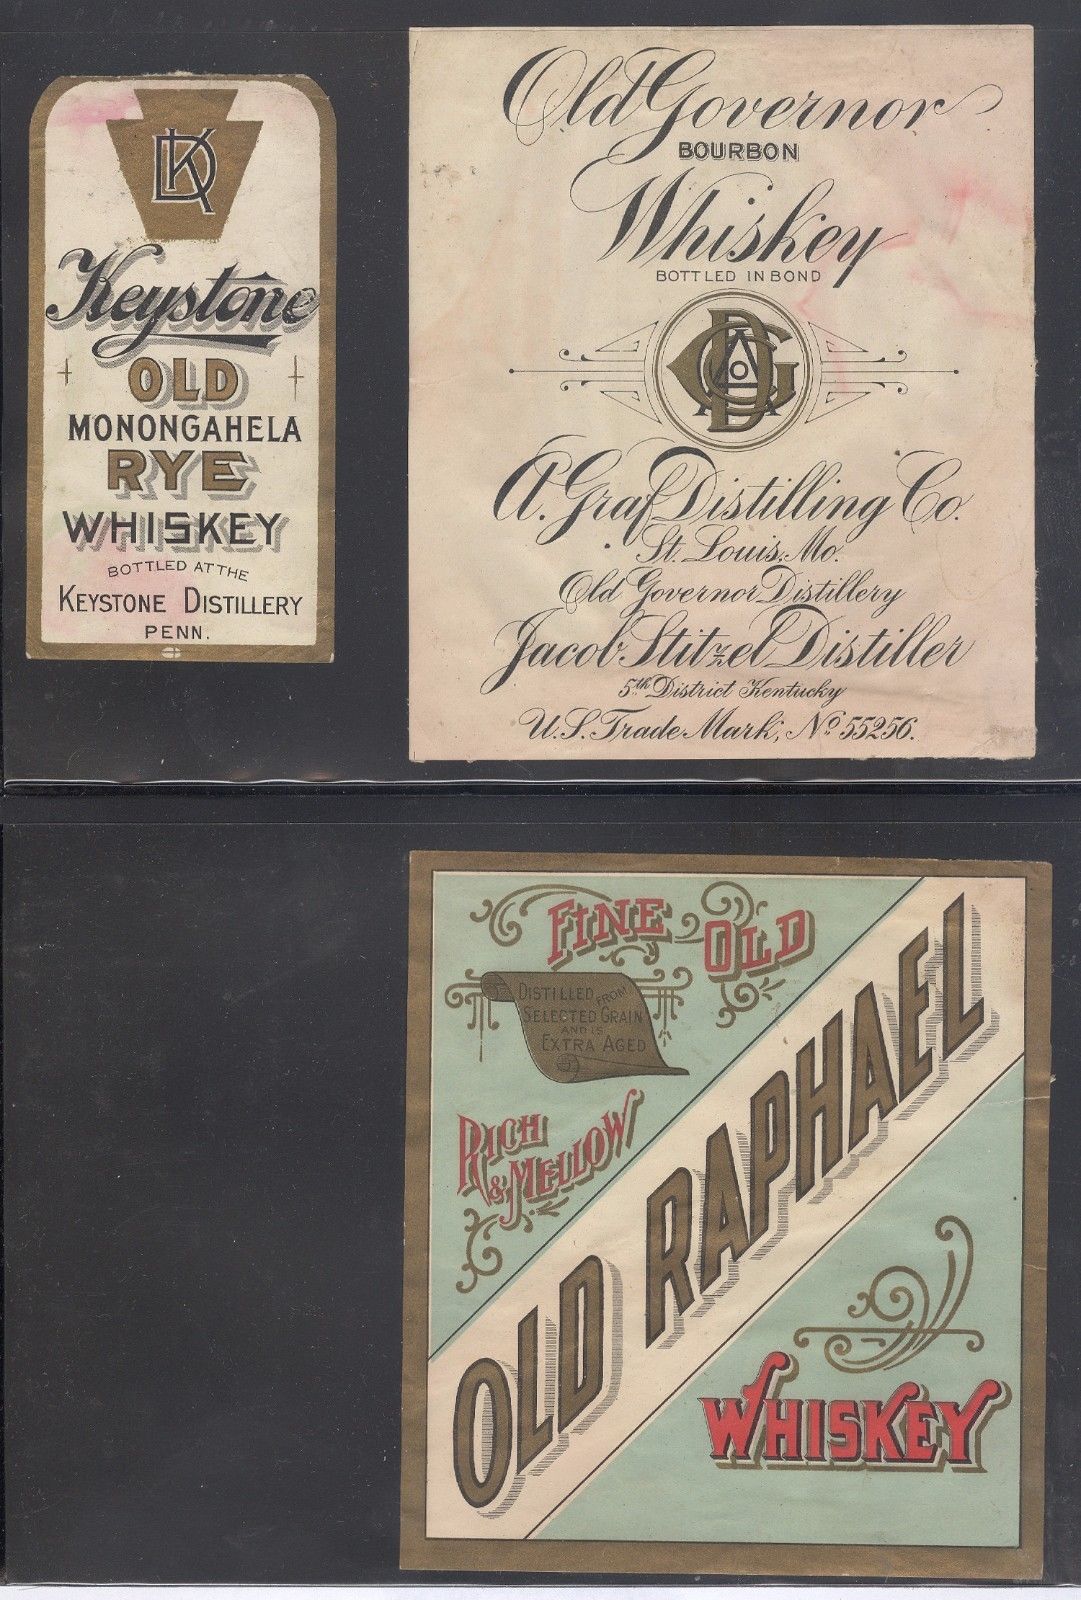 DK
Keystone
OLD
MONONGAHELA
RYE
WHISKEY
BOTTLED AT THE
KEYSTONE DISTILLERY
PENN.
Old Governor
BOURBON
Whiskey
BOTTLED IN BOND
A. Graf Distilling Co.
St. Louis, Mo.
Old Governor Distillery
Jacob Stitzel Distiller
5th District Kentucky
U.S. Trade Mark, No 55256.
FINE OLD
DISTILLED FROM
SELECTED GRAIN
AND IS
EXTRA AGED
RICH
& MELLOW
OLD RAPHAEL
WHISKEY